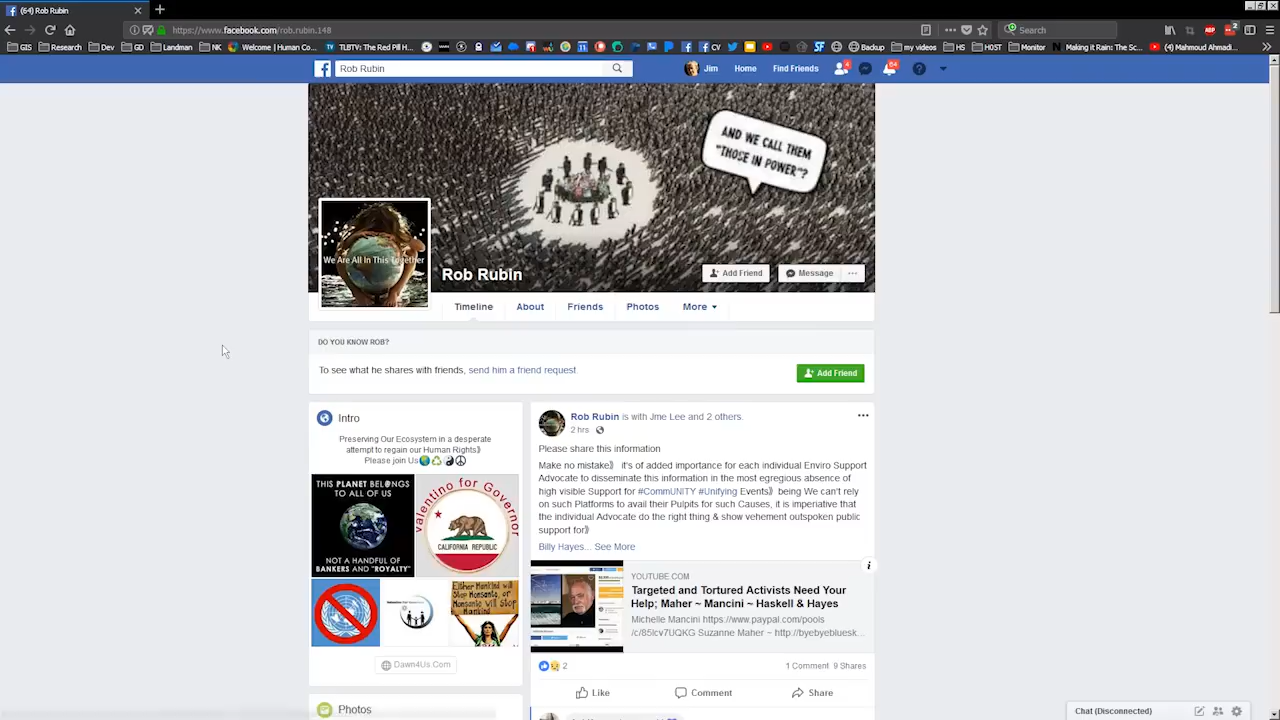 (64) Rob Rubin
https://www.facebook.com/rob.rubin.148
Search
GIS Research Dev GD Landman NK Welcome | Human Co... TLBTV: The Red Pill H... CV Backup my videos HS HOST Monitor Making it Rain: The Sc... (4) Mahmoud Ahmadi...
Rob Rubin
Jim Home Find Friends 4 64
AND WE CALL THEM
"THOSE IN POWER"?
We Are All In This Together
Rob Rubin
Add Friend Message
Timeline About Friends Photos More
DO YOU KNOW ROB?
To see what he shares with friends, send him a friend request.
Add Friend
Intro
Preserving Our Ecosystem in a desperate
attempt to regain our Human Rights》
Please join Us🌏♻☯☮
THIS PLANET BEL@NGS
TO ALL OF US
NOT A HANDFUL OF
BANKERS AND "ROYALTY"
Valentino for Governor
CALIFORNIA REPUBLIC
Either Mankind will
Stop Monsanto, or
Monsanto will stop
Mankind
Dawn4Us.Com
Photos
Rob Rubin is with Jme Lee and 2 others.
2 hrs
Please share this information
Make no mistake》 it's of added importance for each individual Enviro Support
Advocate to disseminate this information in the most egregious absence of
high visible Support for #CommUNITY #Unifying Events》 being We can't rely
on such Platforms to avail their Pulpits for such Causes, it is imperative that
the individual Advocate do the right thing & show vehement outspoken public
support for》
Billy Hayes... See More
YOUTUBE.COM
Targeted and Tortured Activists Need Your
Help; Maher ~ Mancini ~ Haskell & Hayes
Michelle Mancini https://www.paypal.com/pools
/c/85lcv7UQKG Suzanne Maher ~ http://byebyebluesk...
2
1 Comment 9 Shares
Like Comment Share
Chat (Disconnected)